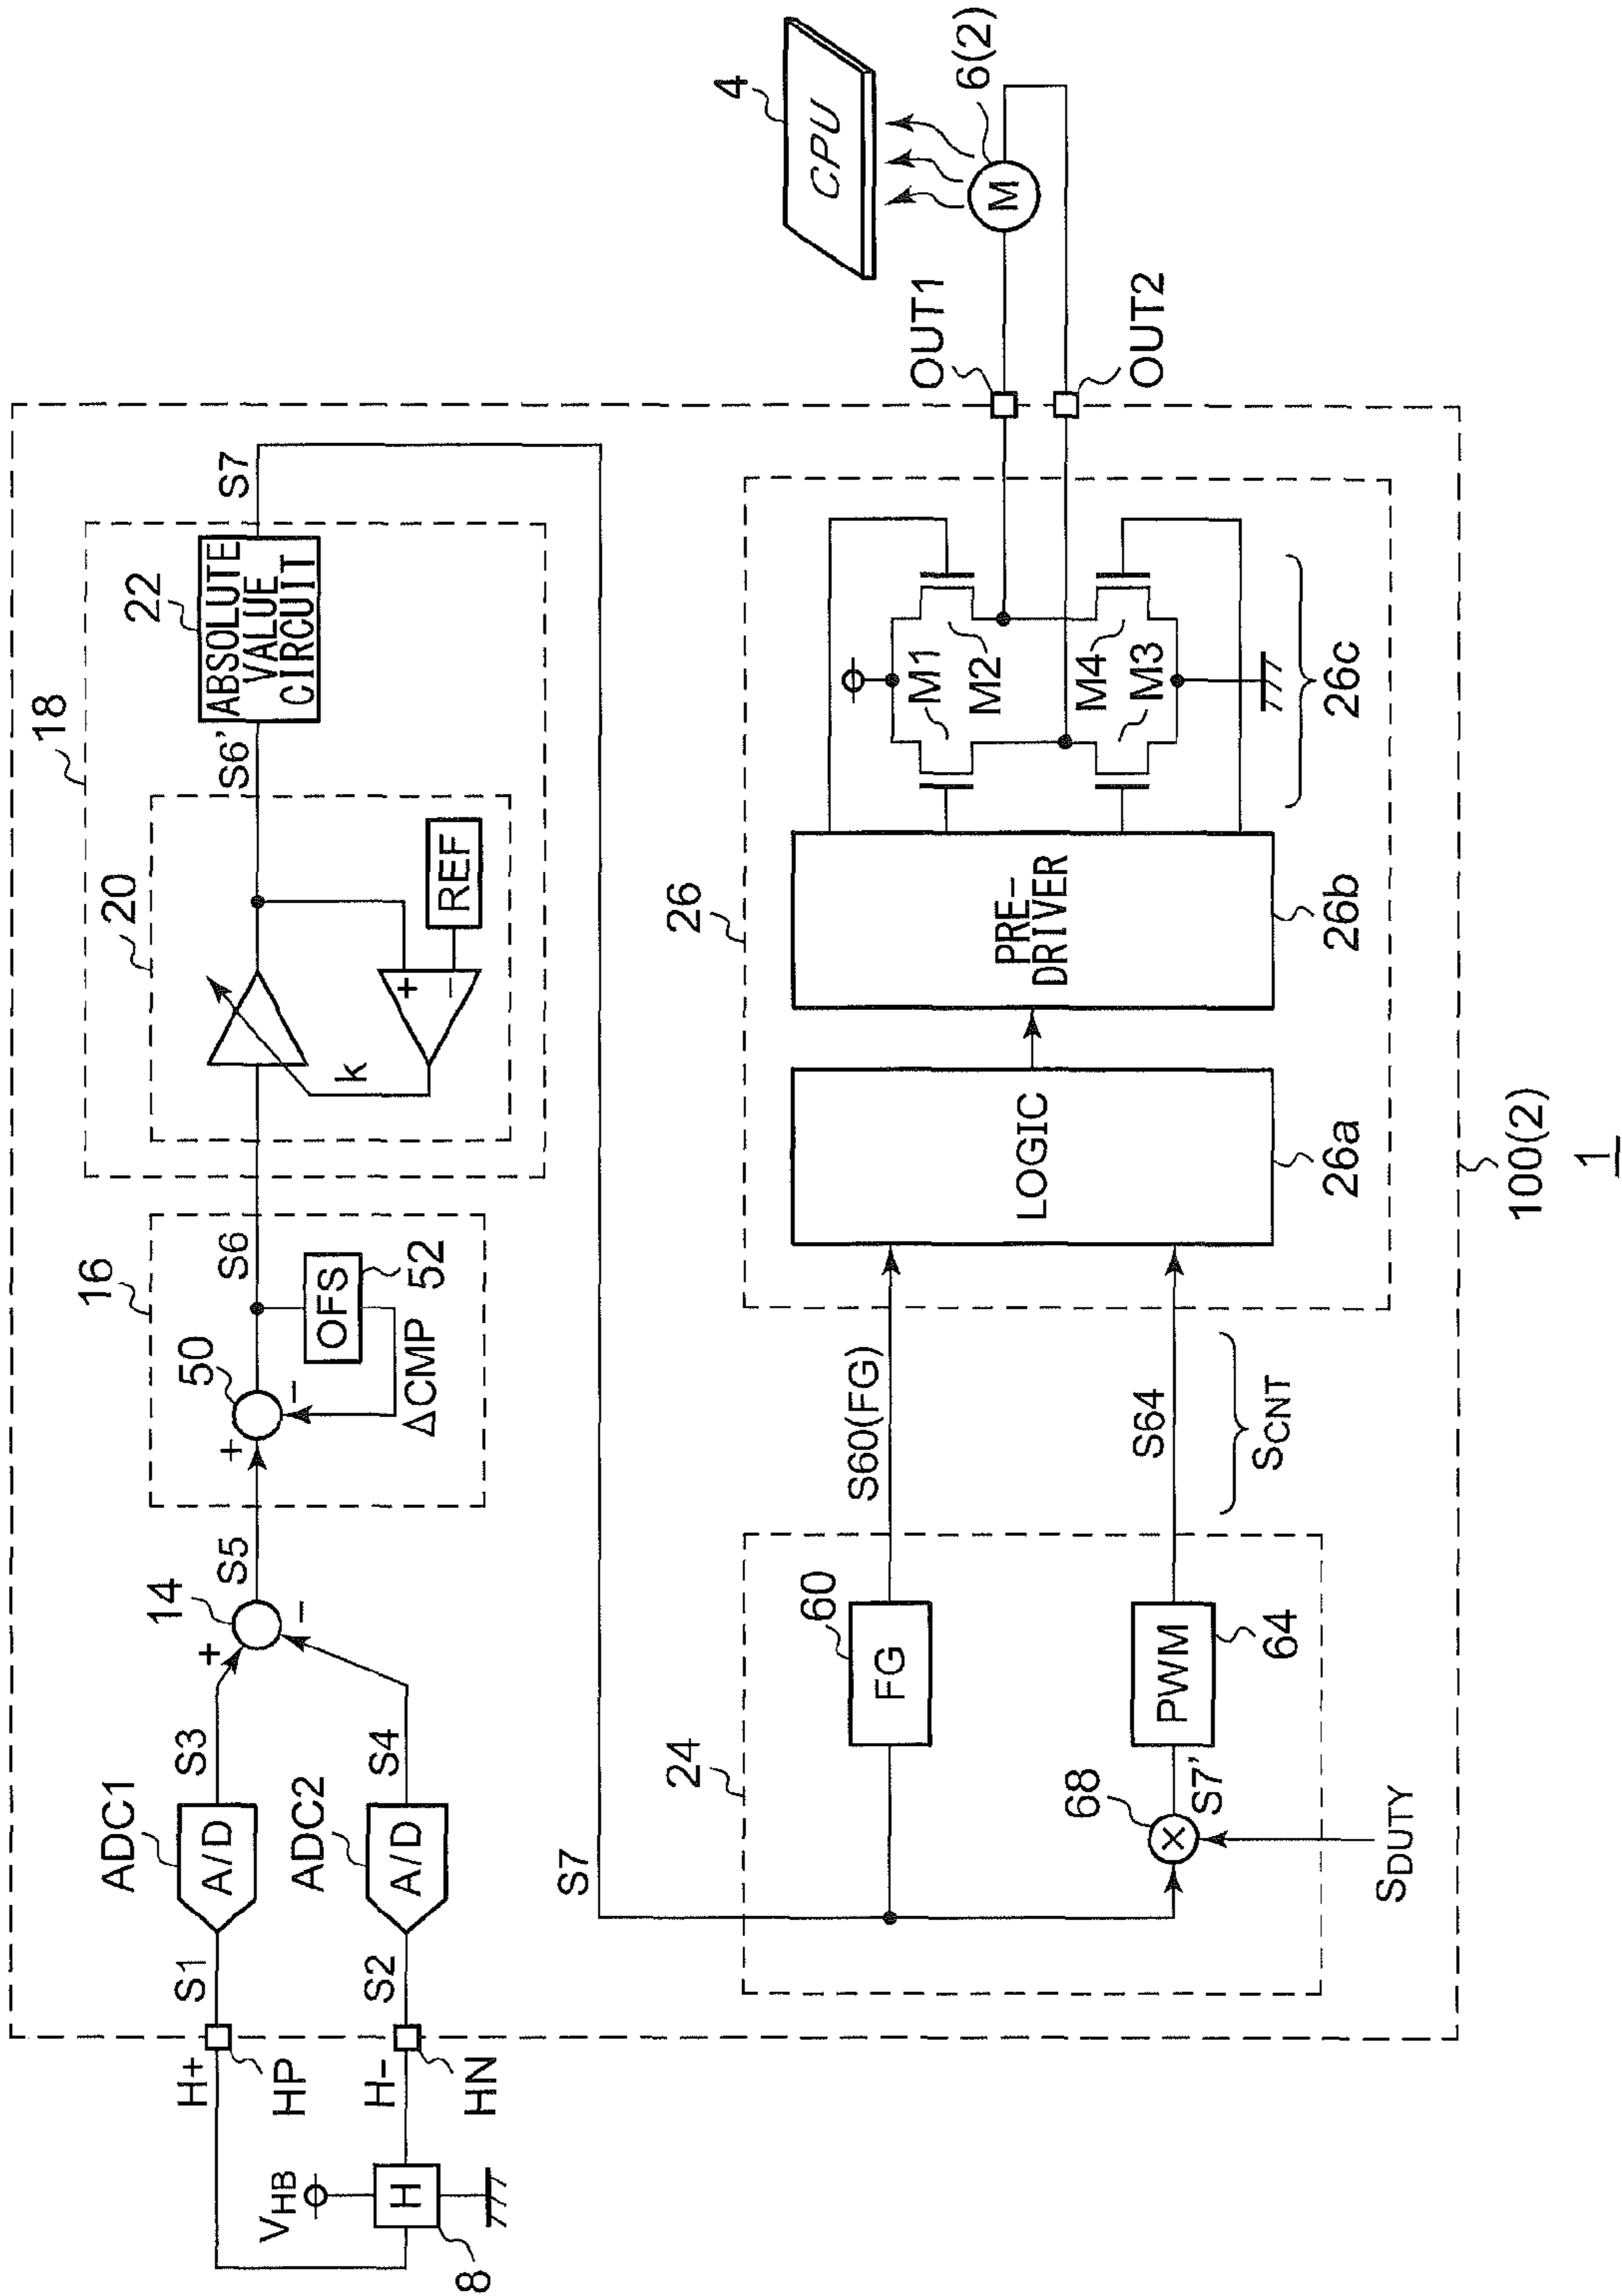 ADC1
H+
S1
A/D
S3
HP
14
S5
ADC2
H-
S2
A/D
S4
HN
VHB
H
8
+
-
16
50
S6
+
-
OFS
52
ΔCMP
18
20
k
+
-
REF
S6'
22
ABSOLUTE
VALUE
CIRCUIT
S7
S7
24
60
FG
S60(FG)
68
S7'
PWM
64
S64
SCNT
SDUTY
26
LOGIC
26a
PRE-
DRIVER
26b
M1
M2
M4
M3
26c
OUT1
OUT2
4
CPU
6(2)
M
100(2)
1